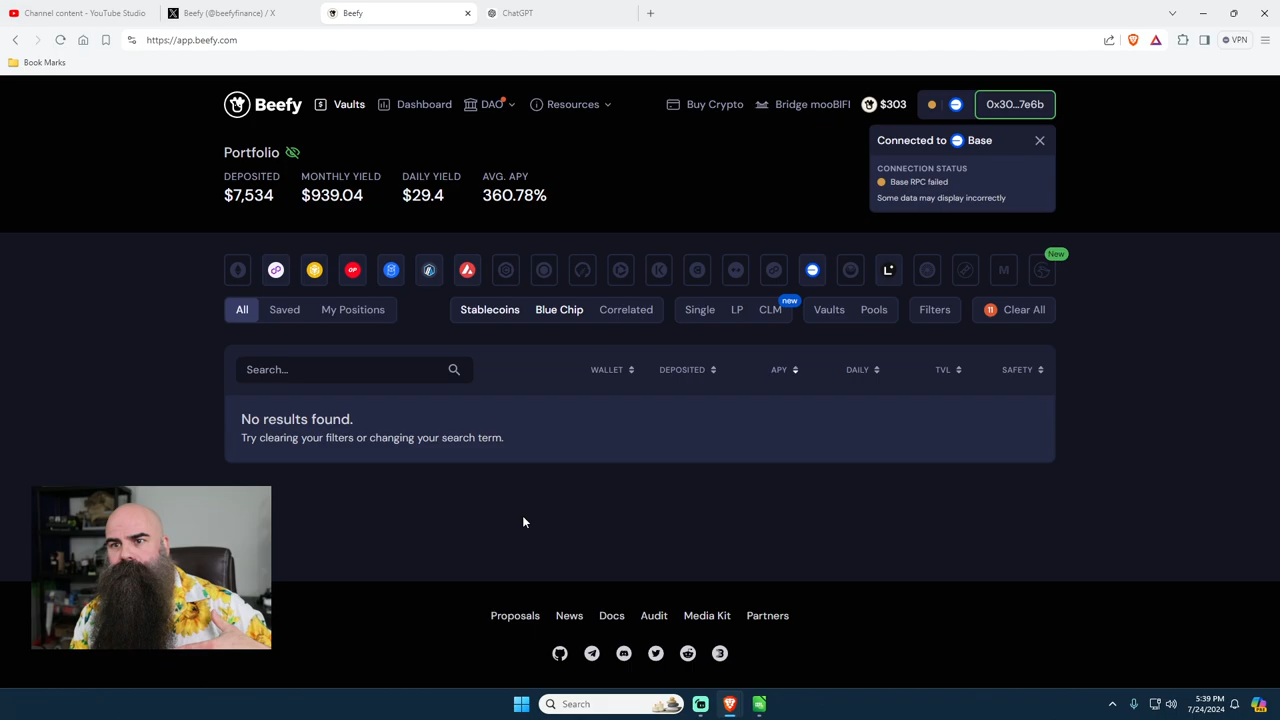 Channel content - YouTube Studio
Beefy (@beefyfinance) / X
Beefy
ChatGPT
https://app.beefy.com
VPN
Book Marks
Beefy
Vaults
Dashboard
DAO
Resources
Buy Crypto
Bridge mooBIFI
$303
0x30...7e6b
Connected to Base
CONNECTION STATUS
Base RPC failed
Some data may display incorrectly
Portfolio
DEPOSITED MONTHLY YIELD DAILY YIELD AVG. APY
$7,534 $939.04 $29.4 360.78%
New
OP
L
M
All Saved My Positions Stablecoins Blue Chip Correlated Single LP CLM new Vaults Pools Filters 11 Clear All
Search... WALLET DEPOSITED APY DAILY TVL SAFETY
No results found.
Try clearing your filters or changing your search term.
Proposals News Docs Audit Media Kit Partners
Search
5:39 PM
7/24/2024